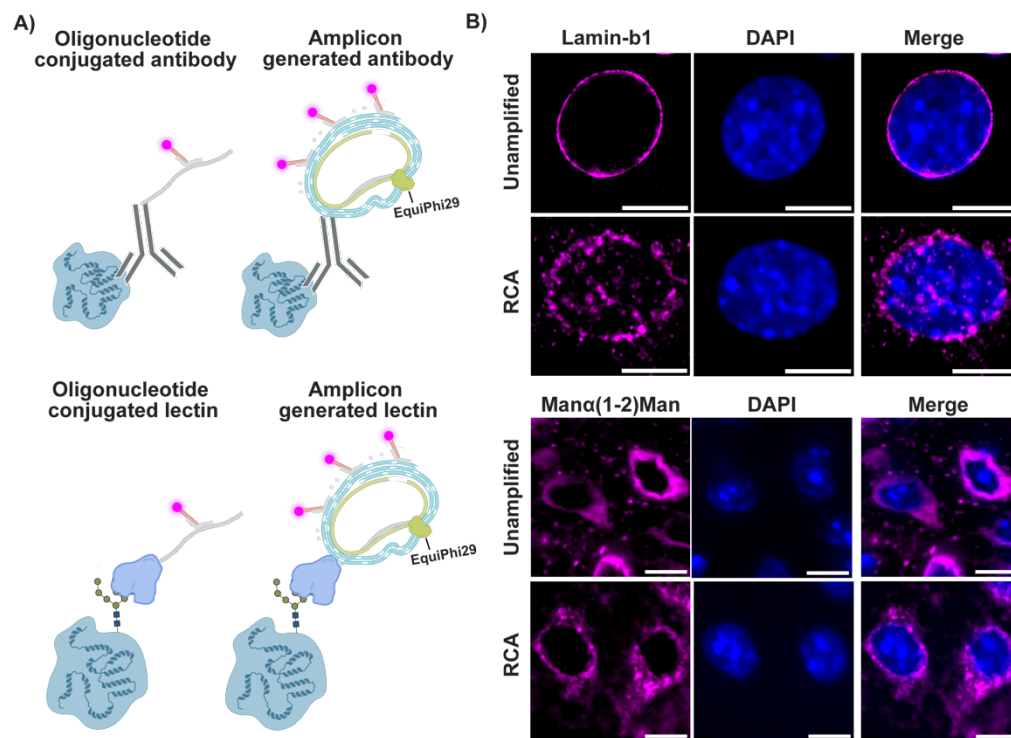 A)
Oligonucleotide
conjugated antibody
Amplicon
generated antibody
EquiPhi29
Oligonucleotide
conjugated lectin
Amplicon
generated lectin
EquiPhi29
B)
Lamin-b1 DAPI Merge
Unamplified
RCA
Manα(1-2)Man DAPI Merge
Unamplified
RCA